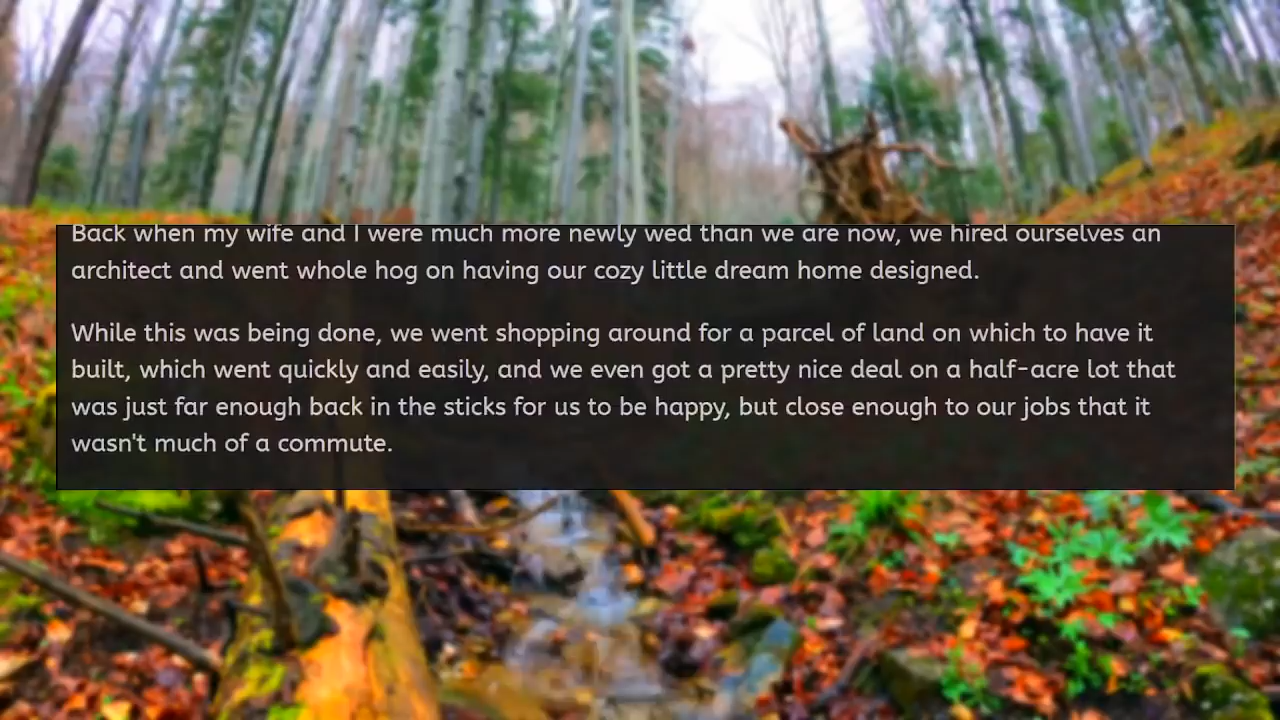 Back when my wife and I were much more newly wed than we are now, we hired ourselves an
architect and went whole hog on having our cozy little dream home designed.
While this was being done, we went shopping around for a parcel of land on which to have it
built, which went quickly and easily, and we even got a pretty nice deal on a half-acre lot that
was just far enough back in the sticks for us to be happy, but close enough to our jobs that it
wasn't much of a commute.